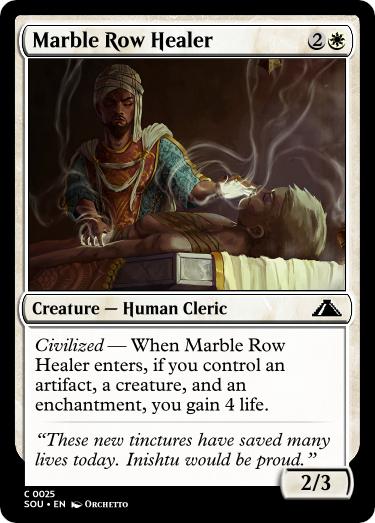 Marble Row Healer 2
Creature — Human Cleric
Civilized — When Marble Row
Healer enters, if you control an
artifact, a creature, and an
enchantment, you gain 4 life.
“These new tinctures have saved many
lives today. Inishtu would be proud.”
2/3
C 0025
SOU • EN Orchetto